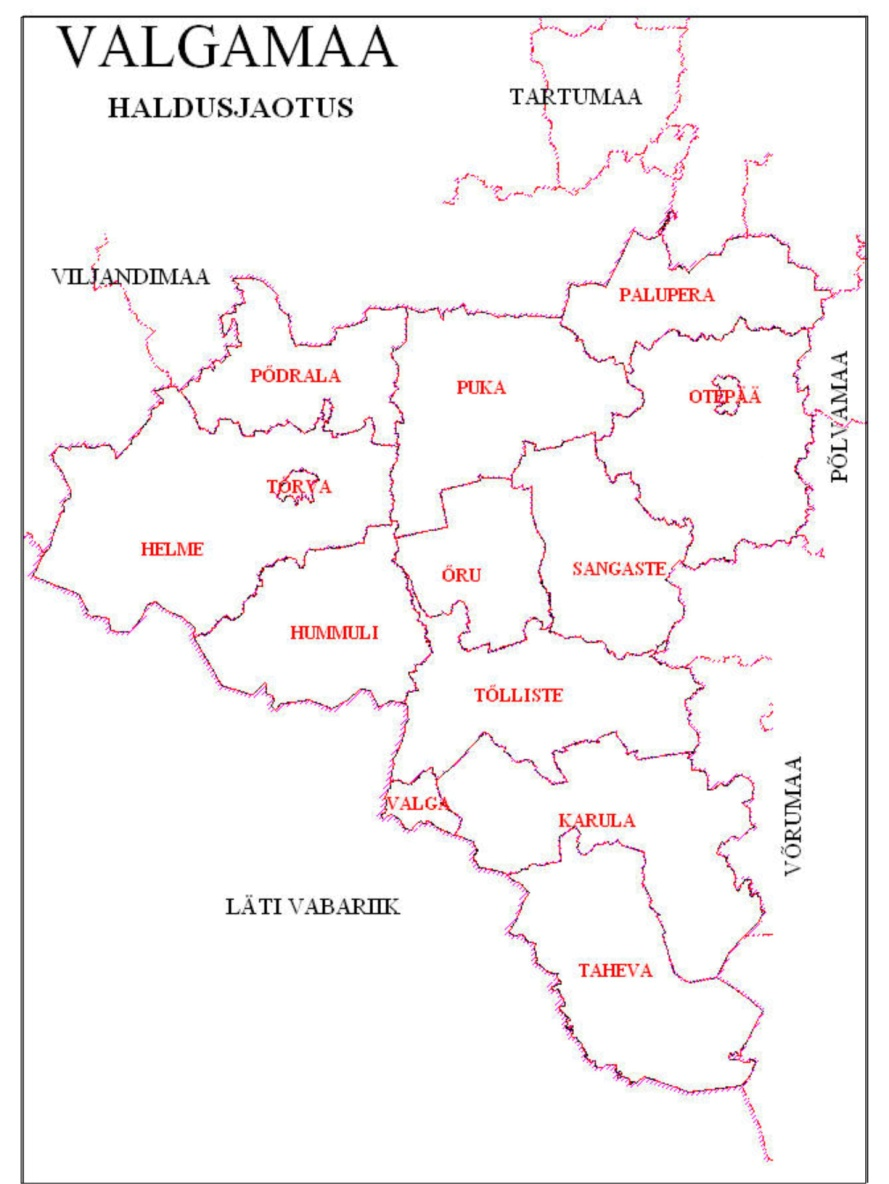 VALGAMAA
HALDUSJAOTUS
TARTUMAA
VILJANDIMAA
PALUPERA
PÕDRALA
PUKA
OTEPÄÄ
PÕLVAMAA
TÕRVA
HELME
ÕRU
SANGASTE
HUMMULI
TÕLLISTE
VALGA
KARULA
VÕRUMAA
LÄTI VABARIIK
TAHEVA